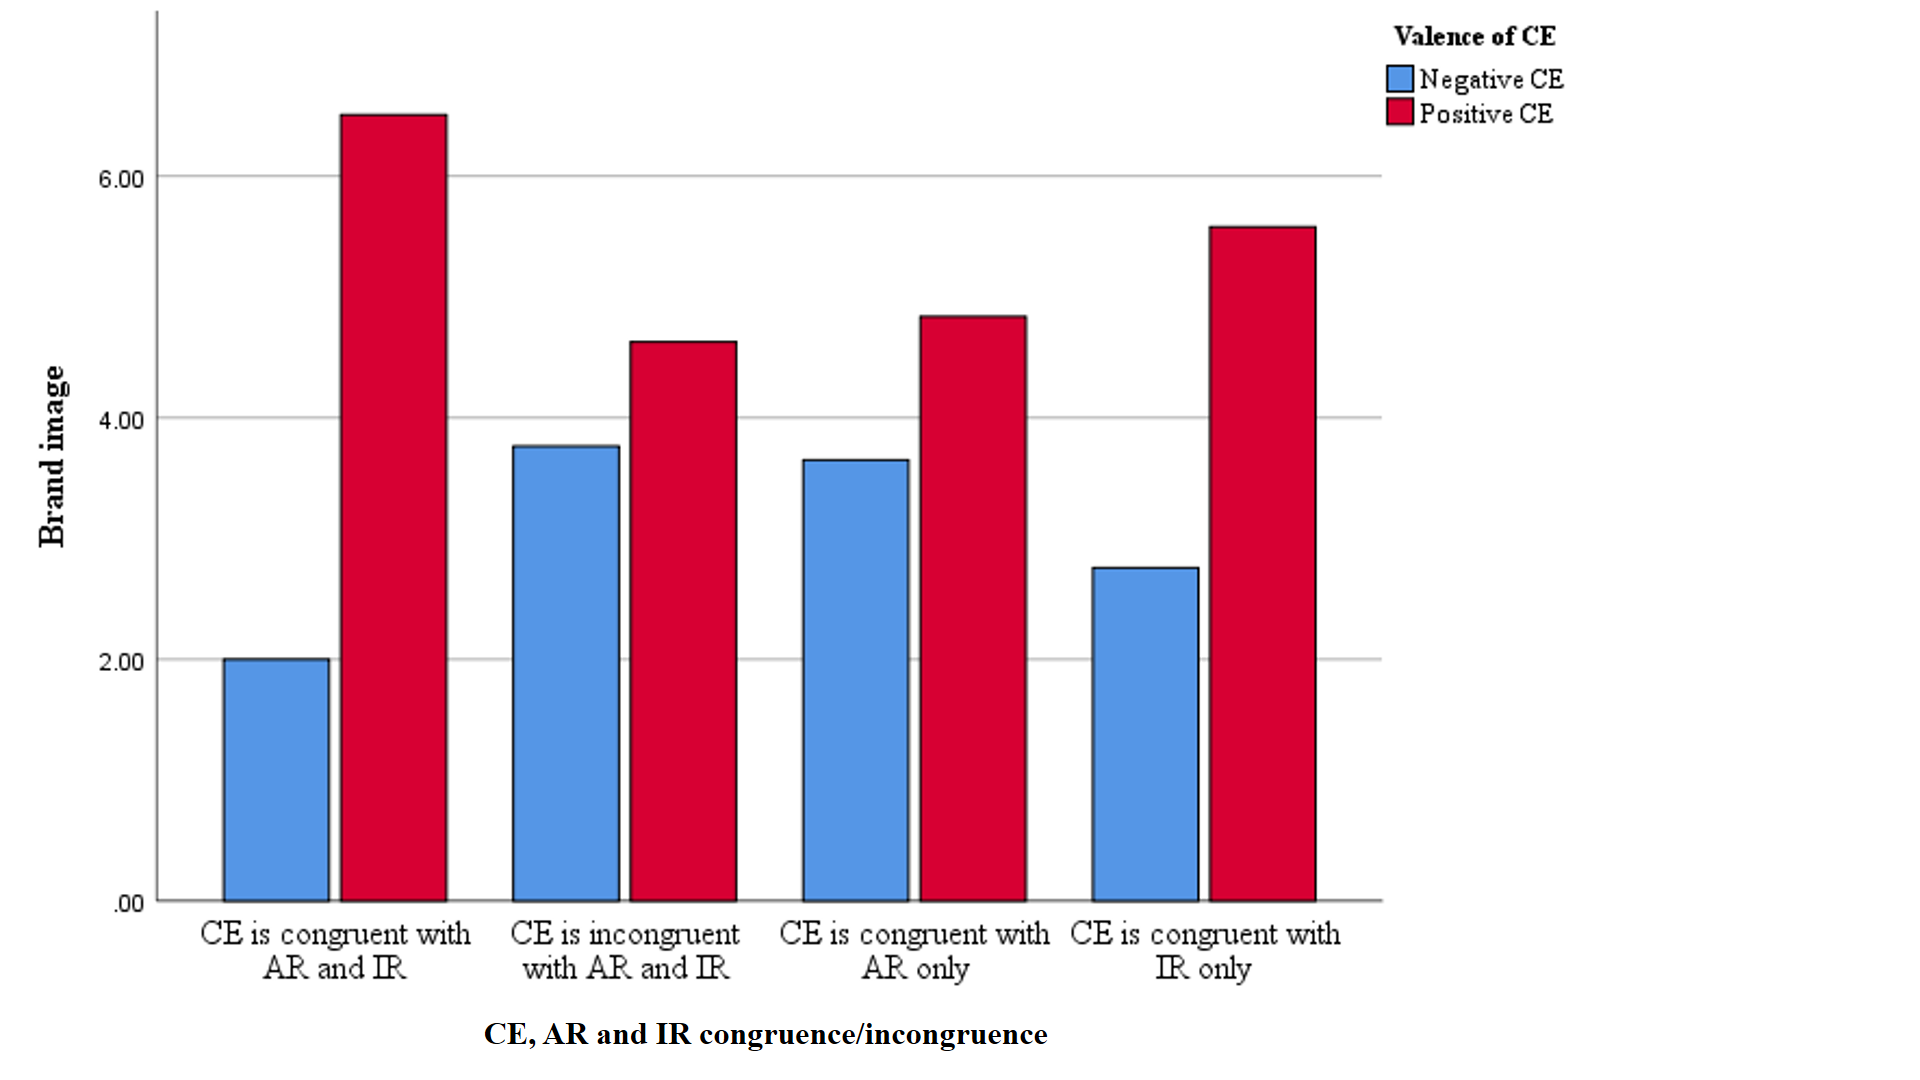 Valence of CE
Negative CE
Positive CE
Brand image
6.00
4.00
2.00
.00
CE is congruent with
AR and IR
CE is incongruent
with AR and IR
CE is congruent with
AR only
CE is congruent with
IR only
CE, AR and IR congruence/incongruence